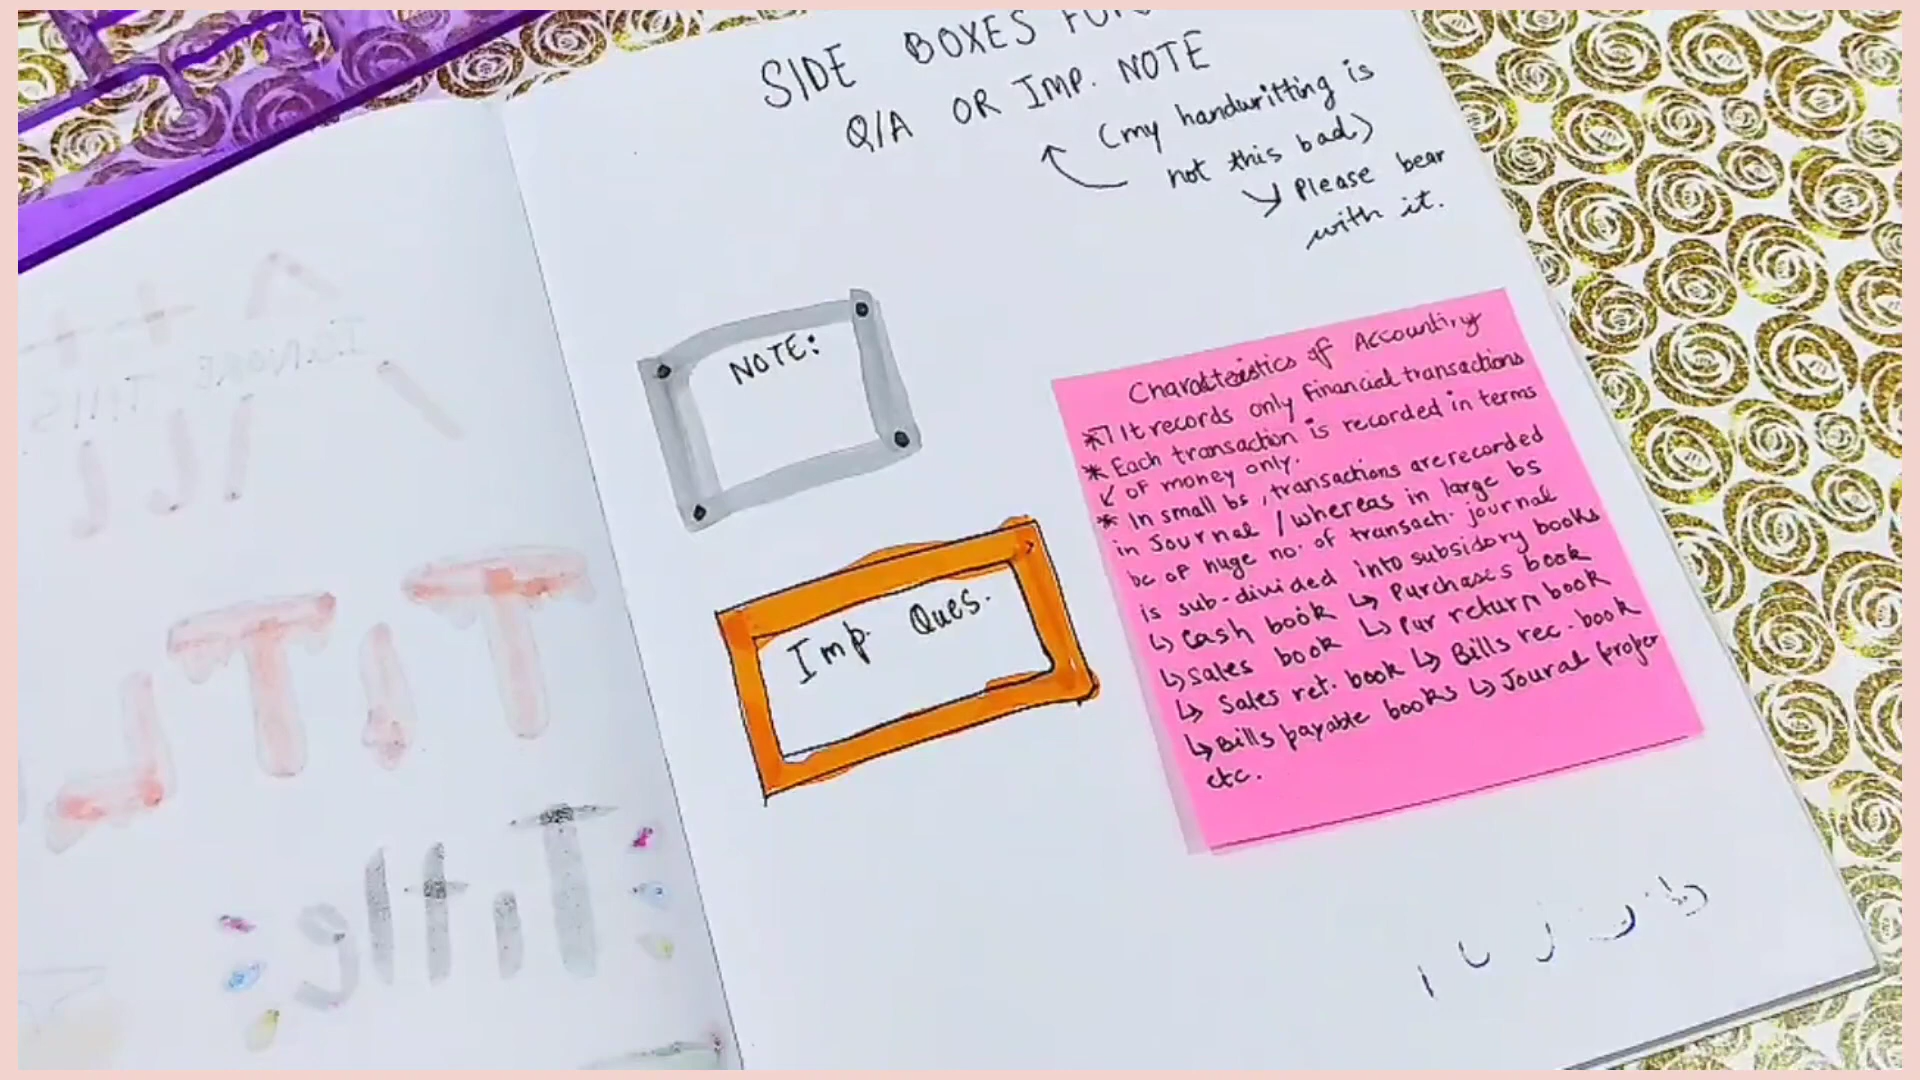 SIDE BOXES FOR
Q/A OR IMP. NOTE
(my handwritting is
not this bad)
↘ Please bear
with it.
NOTE:
Imp. Ques.
Charactteistics of Accounting
* It records only financial transactions
* Each transaction is recorded in terms
of money only.
* In small bs, transactions are recorded
in Journal / whereas in large bs
bc of huge no. of transach. journal
is sub-divided into subsidory books
↳ Cash book ↳ Purchases book
↳ Sales book ↳ Pur return book
↳ Sales ret. book ↳ Bills rec. book
↳ Bills payable books ↳ Joural proper
etc.